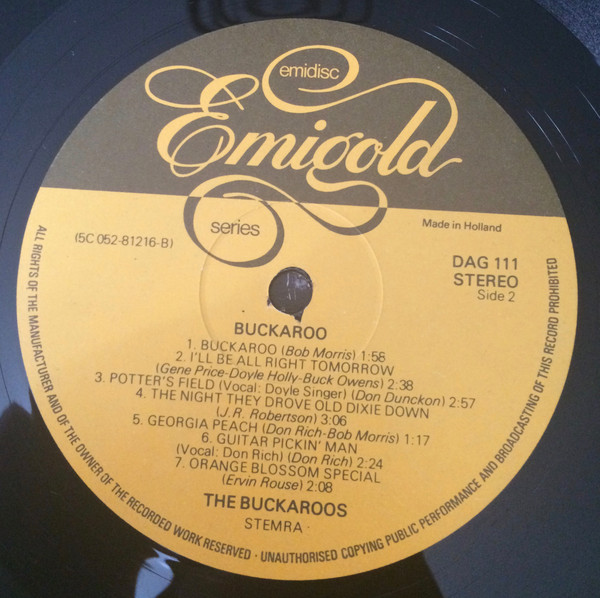 emidisc
Emigold
series
Made in Holland
(5C 052-81216-B)
DAG 111
STEREO
Side 2
BUCKAROO
1. BUCKAROO (Bob Morris) 1:58
2. I'LL BE ALL RIGHT TOMORROW
(Gene Price-Doyle Holly-Buck Owens) 2:38
3. POTTER'S FIELD (Vocal: Doyle Singer) (Don Dunckon) 2:57
4. THE NIGHT THEY DROVE OLD DIXIE DOWN
(J.R. Robertson) 3:06
5. GEORGIA PEACH (Don Rich-Bob Morris) 1:17
6. GUITAR PICKIN' MAN
(Vocal: Don Rich) (Don Rich) 2:24
7. ORANGE BLOSSOM SPECIAL
(Ervin Rouse) 2:08
THE BUCKAROOS
STEMRA
ALL RIGHTS OF THE MANUFACTURER AND OF THE OWNER OF THE RECORDED WORK RESERVED · UNAUTHORISED COPYING PUBLIC PERFORMANCE AND BROADCASTING OF THIS RECORD PROHIBITED